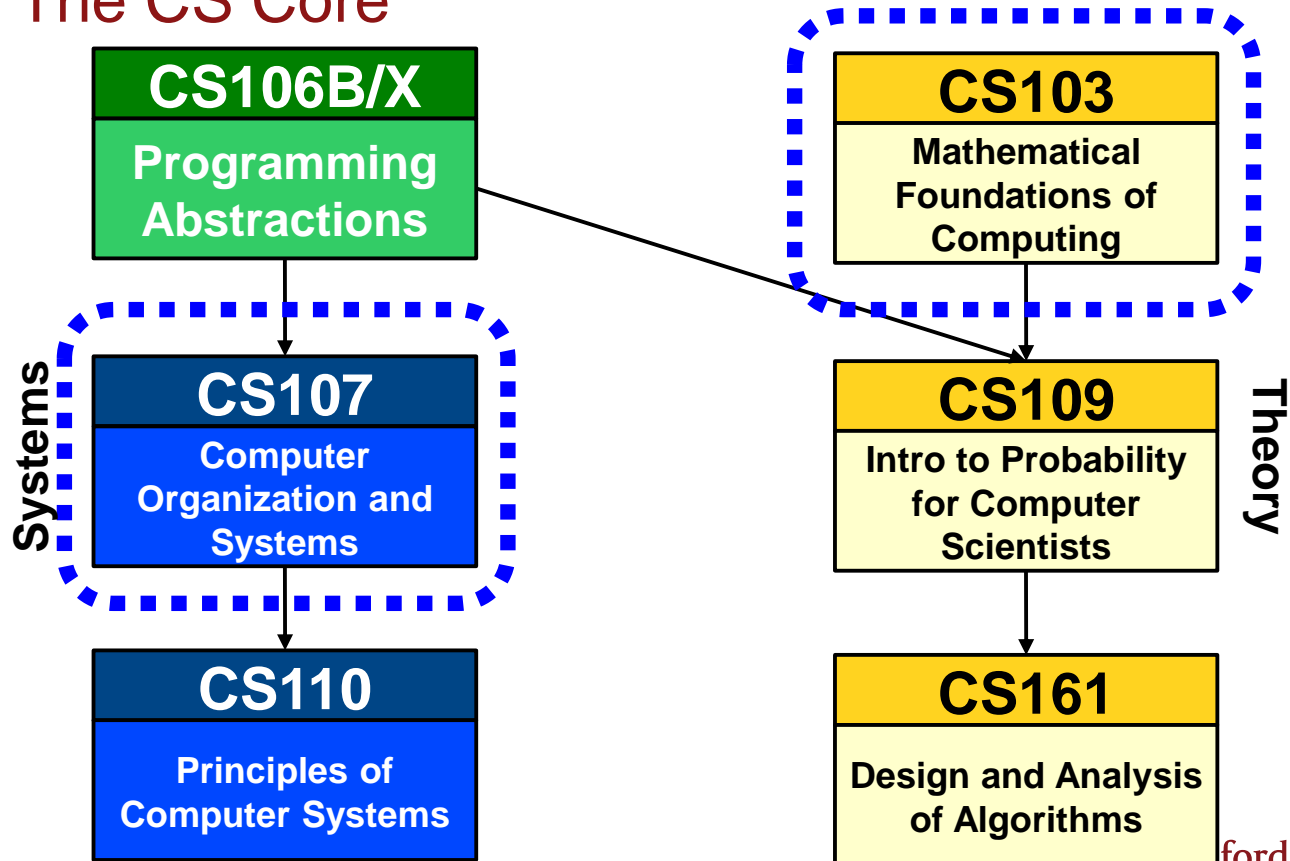 The CS Core
CS106B/X
Programming
Abstractions
CS103
Mathematical
Foundations of
Computing
Systems
CS107
Computer
Organization and
Systems
CS109
Intro to Probability
for Computer
Scientists
Theory
CS110
Principles of
Computer Systems
CS161
Design and Analysis
of Algorithms
ford